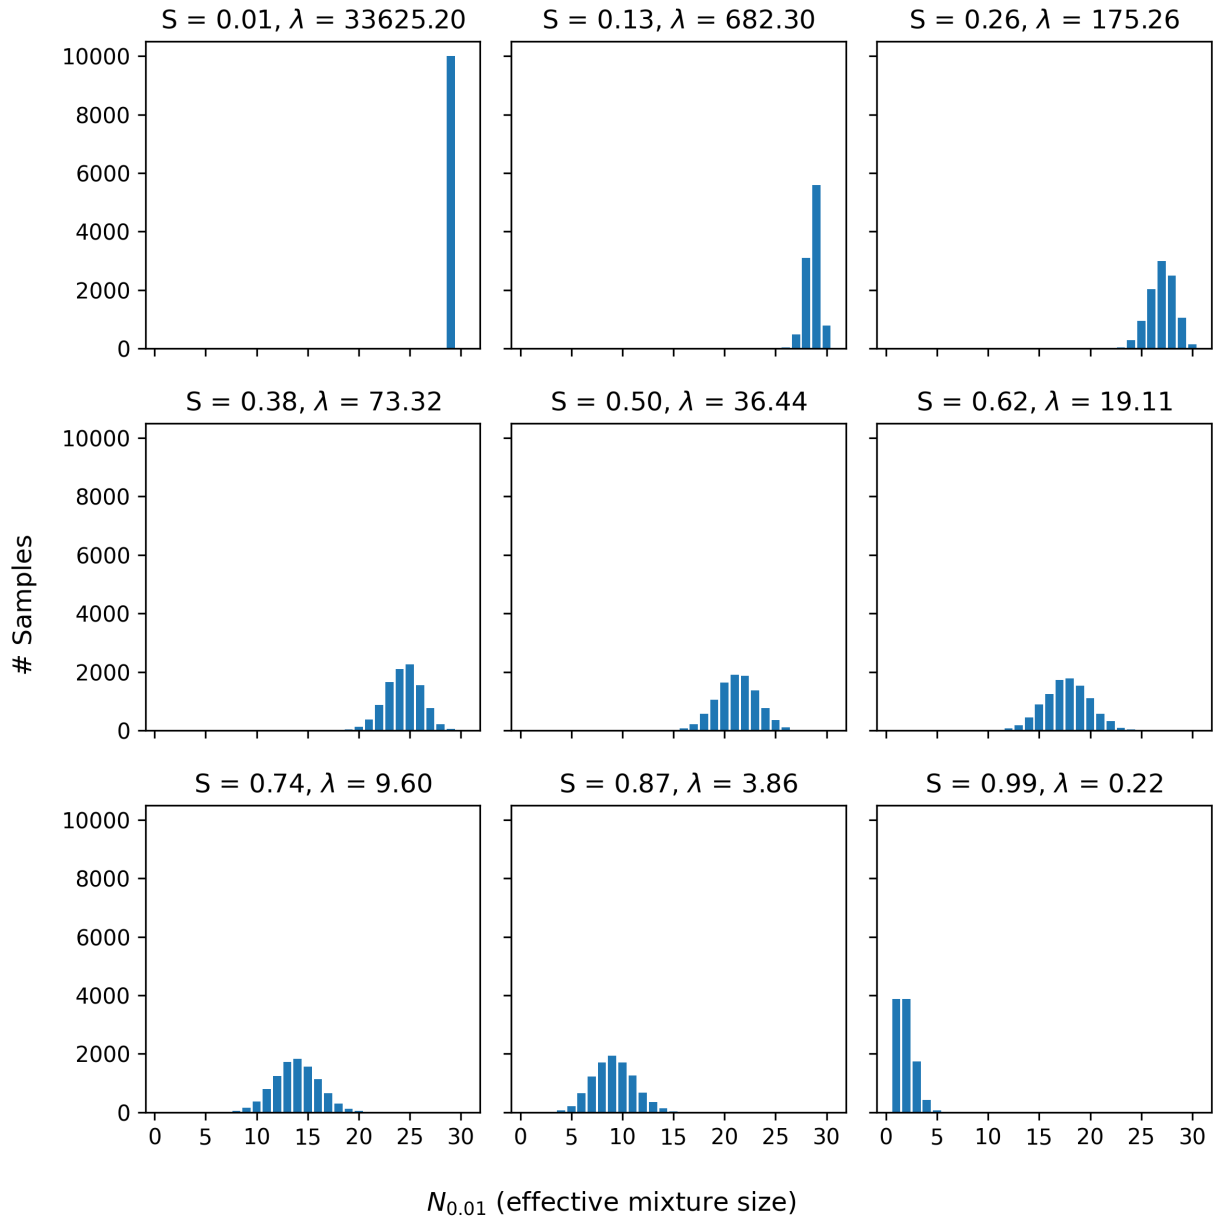 S = 0.01, λ = 33625.20
S = 0.13, λ = 682.30
S = 0.26, λ = 175.26
10000
8000
6000
4000
2000
0
0 5 10 15 20 25 30
0 5 10 15 20 25 30
0 5 10 15 20 25 30
S = 0.38, λ = 73.32
S = 0.50, λ = 36.44
S = 0.62, λ = 19.11
10000
8000
6000
4000
2000
0
# Samples
S = 0.74, λ = 9.60
S = 0.87, λ = 3.86
S = 0.99, λ = 0.22
10000
8000
6000
4000
2000
0
N0.01 (effective mixture size)